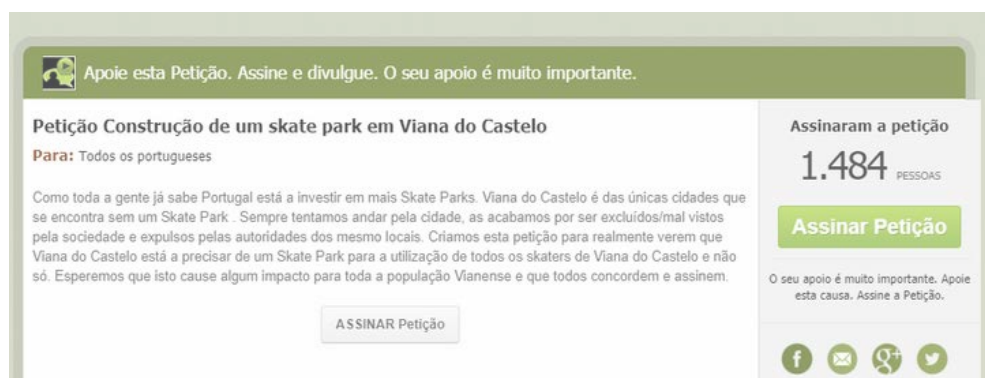 Apoie esta Petição. Assine e divulgue. O seu apoio é muito importante.
Petição Construção de um skate park em Viana do Castelo
Para: Todos os portugueses
Como toda a gente já sabe Portugal está a investir em mais Skate Parks. Viana do Castelo é das únicas cidades que
se encontra sem um Skate Park . Sempre tentamos andar pela cidade, as acabamos por ser excluídos/mal vistos
pela sociedade e expulsos pelas autoridades dos mesmo locais. Criamos esta petição para realmente verem que
Viana do Castelo está a precisar de um Skate Park para a utilização de todos os skaters de Viana do Castelo e não
só. Esperemos que isto cause algum impacto para toda a população Vianense e que todos concordem e assinem.
ASSINAR Petição
Assinaram a petição
1.484 PESSOAS
Assinar Petição
O seu apoio é muito importante. Apoie
esta causa. Assine a Petição.